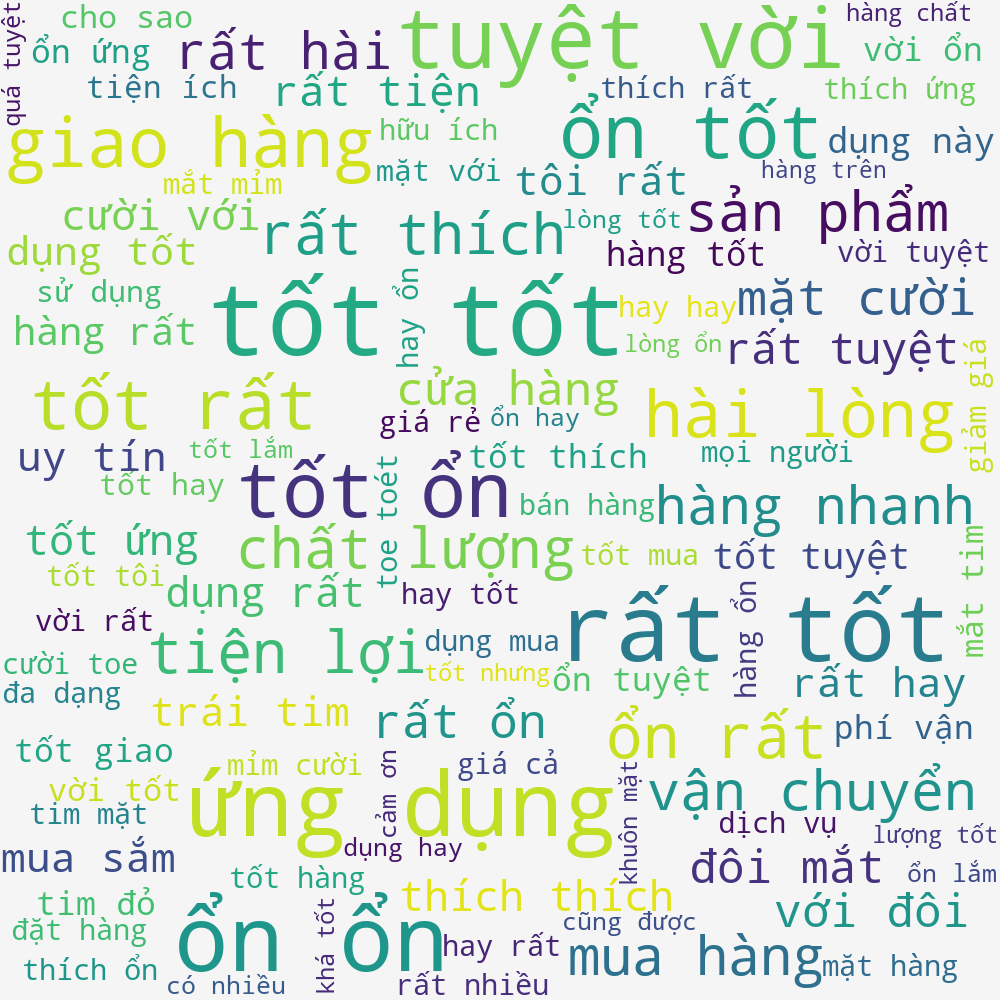 quá tuyệt
cho sao
ổn ứng
rất hài
tuyệt vời
hàng chất
vời ổn
tiện ích
rất tiện
thích rất
thích ứng
giao hàng
hữu ích
ổn tốt
dụng này
mắt mỉm
mặt với
tôi rất
hàng trên
cười với
rất thích
lòng tốt
sản phẩm
dụng tốt
hàng tốt
vời tuyệt
sử dụng
tốt tốt
hay ổn
hay hay
mặt cười
hàng rất
lòng ổn
rất tuyệt
giảm giá
tốt rất
cửa hàng
giá rẻ
ổn hay
hài lòng
uy tín
tốt lắm
tốt thích
mọi người
tốt hay
tốt ổn
toe toét
bán hàng
hàng nhanh
tốt ứng
chất lượng
tốt mua
tốt tuyệt
mắt tim
tốt tôi
dụng rất
hay tốt
rất tốt
hàng ổn
vời rất
tiện lợi
dụng mua
cười toe
tốt nhưng
ổn tuyệt
rất hay
đa dạng
trái tim
rất ổn
ổn rất
phí vận
tốt giao
mỉm cười
cảm ơn
giá cả
khuôn mặt
vận chuyển
vời tốt
ứng dụng
tim mặt
dịch vụ
lượng tốt
mua sắm
dụng hay
đôi mắt
ổn lắm
tốt hàng
thích thích
tim đỏ
ổn ổn
khá tốt
cũng được
với đôi
đặt hàng
hay rất
mua hàng
mặt hàng
thích ổn
có nhiều
rất nhiều